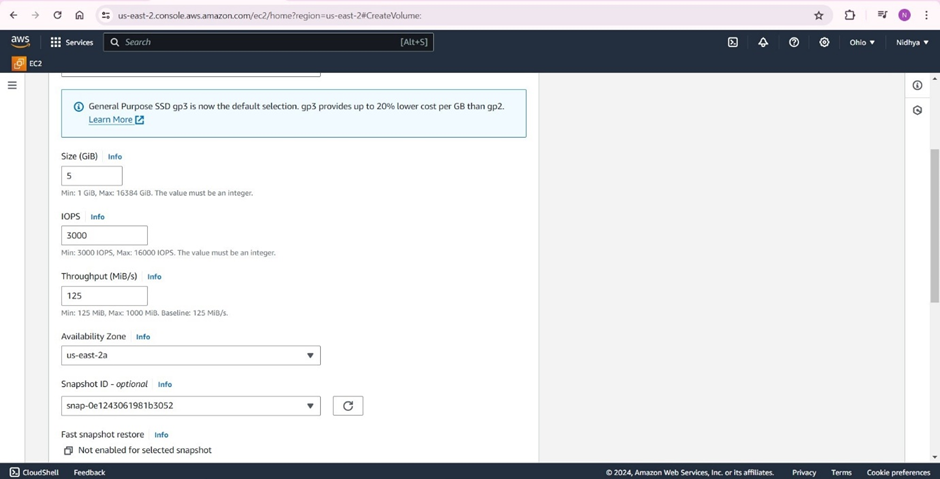 us-east-2.console.aws.amazon.com/ec2/home?region=us-east-2#CreateVolume:
N
aws
Services
Search
[Alt+S]
Ohio
Nidhya
EC2
General Purpose SSD gp3 is now the default selection. gp3 provides up to 20% lower cost per GB than gp2.
Learn More
Size (GiB) Info
5
Min: 1 GiB, Max: 16384 GiB. The value must be an integer.
IOPS Info
3000
Min: 3000 IOPS, Max: 16000 IOPS. The value must be an integer.
Throughput (MiB/s) Info
125
Min: 125 MiB, Max: 1000 MiB. Baseline: 125 MiB/s.
Availability Zone Info
us-east-2a
Snapshot ID - optional Info
snap-0e1243061981b3052
Fast snapshot restore Info
Not enabled for selected snapshot
CloudShell Feedback © 2024, Amazon Web Services, Inc. or its affiliates. Privacy Terms Cookie preferences